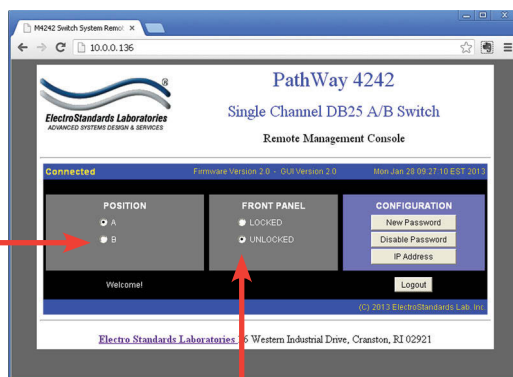 M4242 Switch System Remot
10.0.0.136
PathWay 4242
Single Channel DB25 A/B Switch
Remote Management Console
ElectroStandards Laboratories
ADVANCED SYSTEMS DESIGN & SERVICES
®
Connected Firmware Version 2.0 - GUI Version 2.0 Mon Jan 28 09:27:10 EST 2013
POSITION
A
B
FRONT PANEL
LOCKED
UNLOCKED
CONFIGURATION
New Password
Disable Password
IP Address
Welcome!
Logout
(C) 2013 ElectroStandards Lab. Inc
Electro Standards Laboratories 36 Western Industrial Drive, Cranston, RI 02921